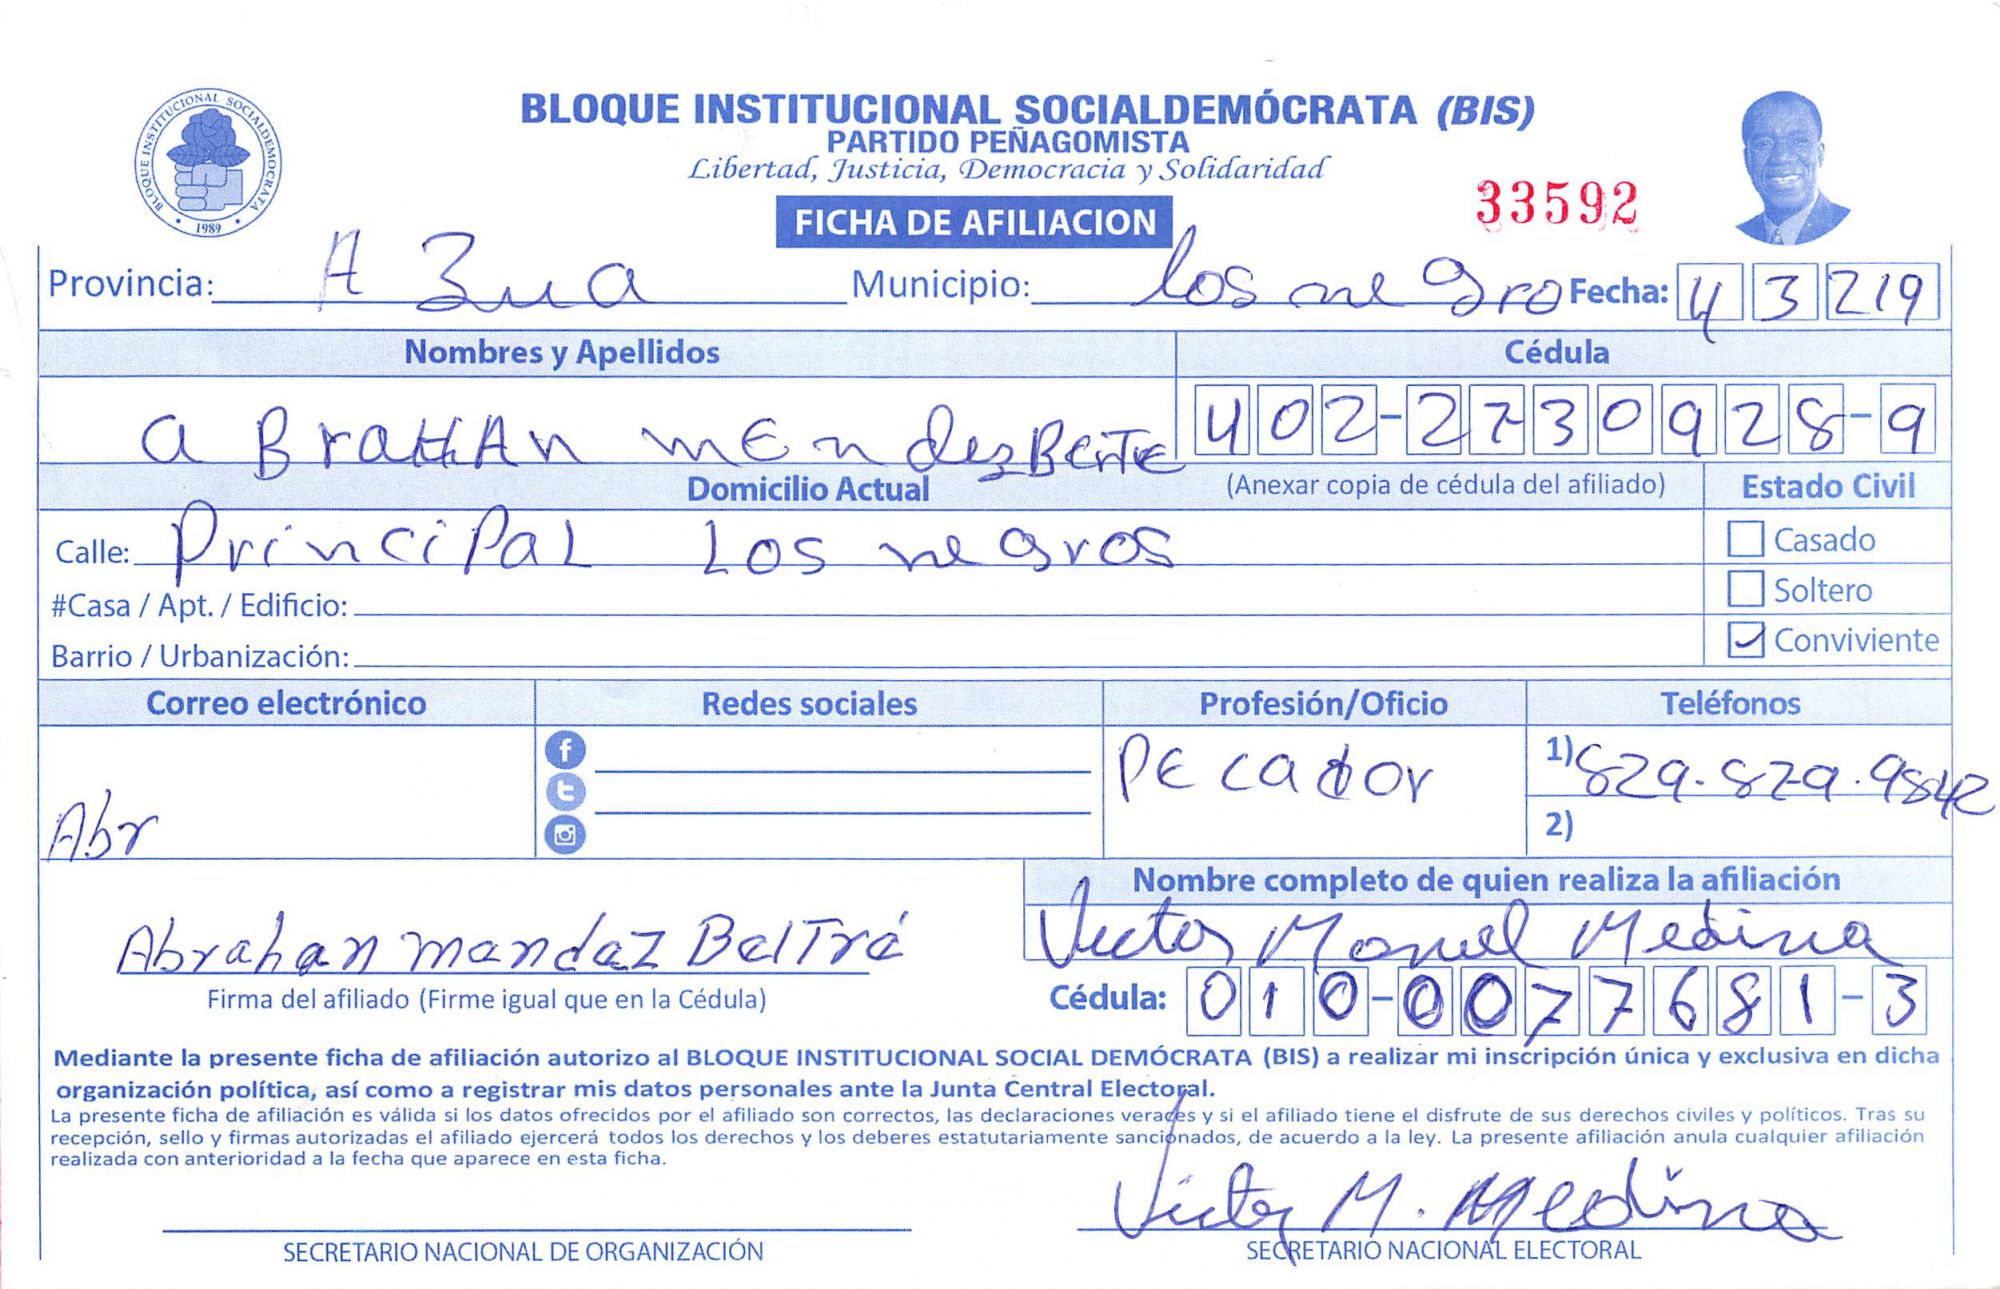 BLOQUE INSTITUCIONAL SOCIALDEMOCRATA
1989
BLOQUE INSTITUCIONAL SOCIALDEMÓCRATA (BIS)
PARTIDO PEÑAGOMISTA
Libertad, Justicia, Democracia y Solidaridad
33592
FICHA DE AFILIACION
Provincia: AZua Municipio: los negro Fecha: 4 3 219
Nombres y Apellidos Cédula
aBraHAn mEndez 402-2730928-9
Domicilio Actual (Anexar copia de cédula del afiliado) Estado Civil
Calle: PrinciPaL Los negros Casado
#Casa / Apt. / Edificio: Soltero
Barrio / Urbanización: Conviviente
Correo electrónico Redes sociales Profesión/Oficio Teléfonos
Abr PEcador 1) 829.829.9842
2)
Nombre completo de quien realiza la afiliación
Abrahan mandaz BelTré Victor Manuel Medina
Firma del afiliado (Firme igual que en la Cédula) Cédula: 010-0077681-3
Mediante la presente ficha de afiliación autorizo al BLOQUE INSTITUCIONAL SOCIAL DEMÓCRATA (BIS) a realizar mi inscripción única y exclusiva en dicha
organización política, así como a registrar mis datos personales ante la Junta Central Electoral.
La presente ficha de afiliación es válida si los datos ofrecidos por el afiliado son correctos, las declaraciones veraces y si el afiliado tiene el disfrute de sus derechos civiles y políticos. Tras su
recepción, sello y firmas autorizadas el afiliado ejercerá todos los derechos y los deberes estatutariamente sancionados, de acuerdo a la ley. La presente afiliación anula cualquier afiliación
realizada con anterioridad a la fecha que aparece en esta ficha.
Victor M. Medina
SECRETARIO NACIONAL DE ORGANIZACIÓN SECRETARIO NACIONAL ELECTORAL